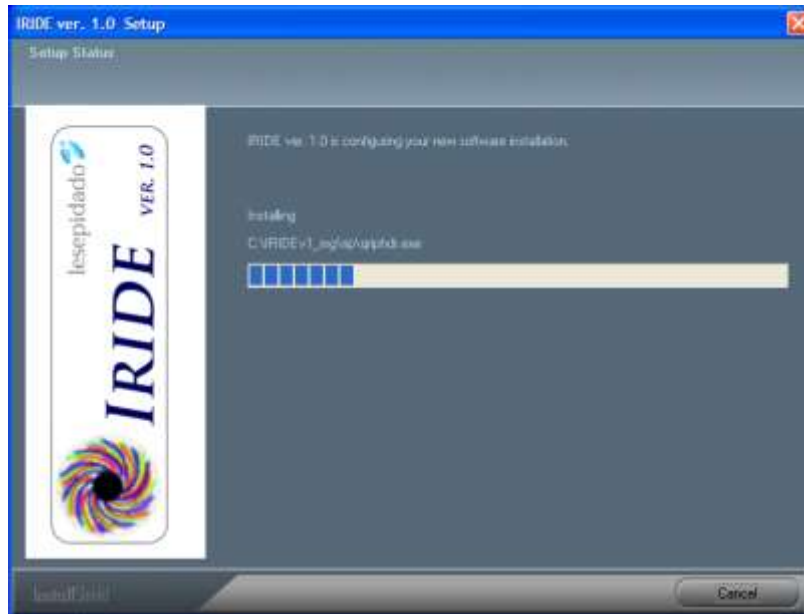 IRIDE ver. 1.0 Setup
Setup Status
lesepidado
IRIDE VER. 1.0
IRIDE ver. 1.0 is configuring your new software installation.
Installing
InstallShield
Cancel